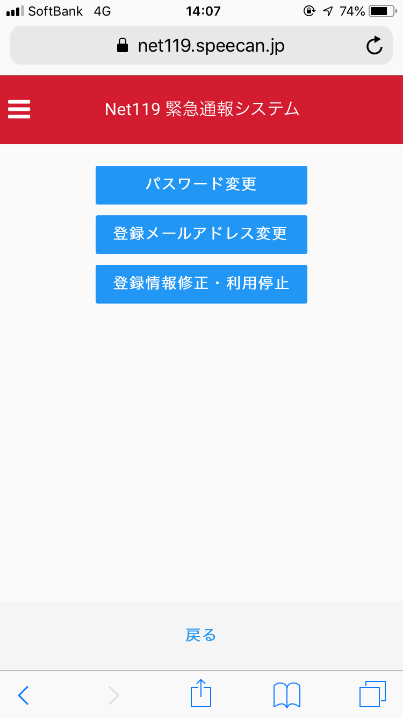 SoftBank 4G 14:07 74%
net119.speecan.jp
Net119 緊急通報システム
パスワード変更
登録メールアドレス変更
登録情報修正・利用停止
戻る